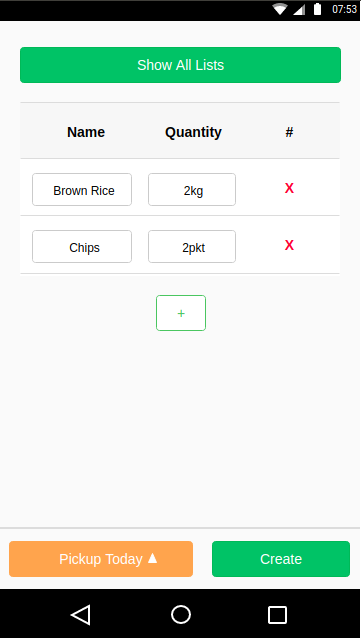 07:53
Show All Lists
Name Quantity #
Brown Rice 2kg X
Chips 2pkt X
+
Pickup Today ▲ Create